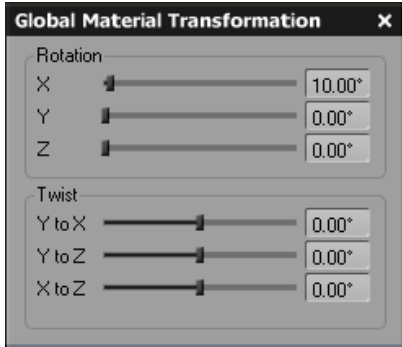 Global Material Transformation ×
Rotation
X 10.00°
Y 0.00°
Z 0.00°
Twist
Y to X 0.00°
Y to Z 0.00°
X to Z 0.00°